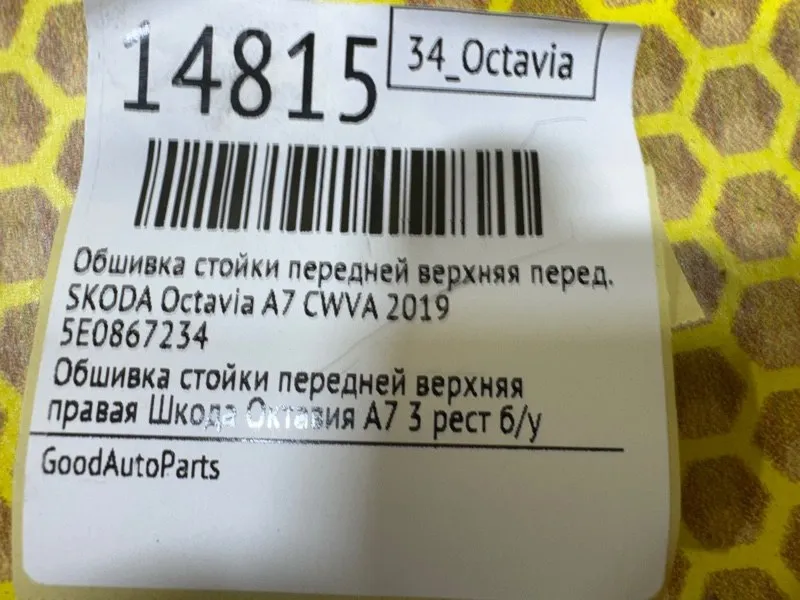 14815
34_Octavia
Обшивка стойки передней верхняя перед.
SKODA Octavia A7 CWVA 2019
5E0867234
Обшивка стойки передней верхняя
правая Шкода Октавия А7 3 рест б/у
GoodAutoParts